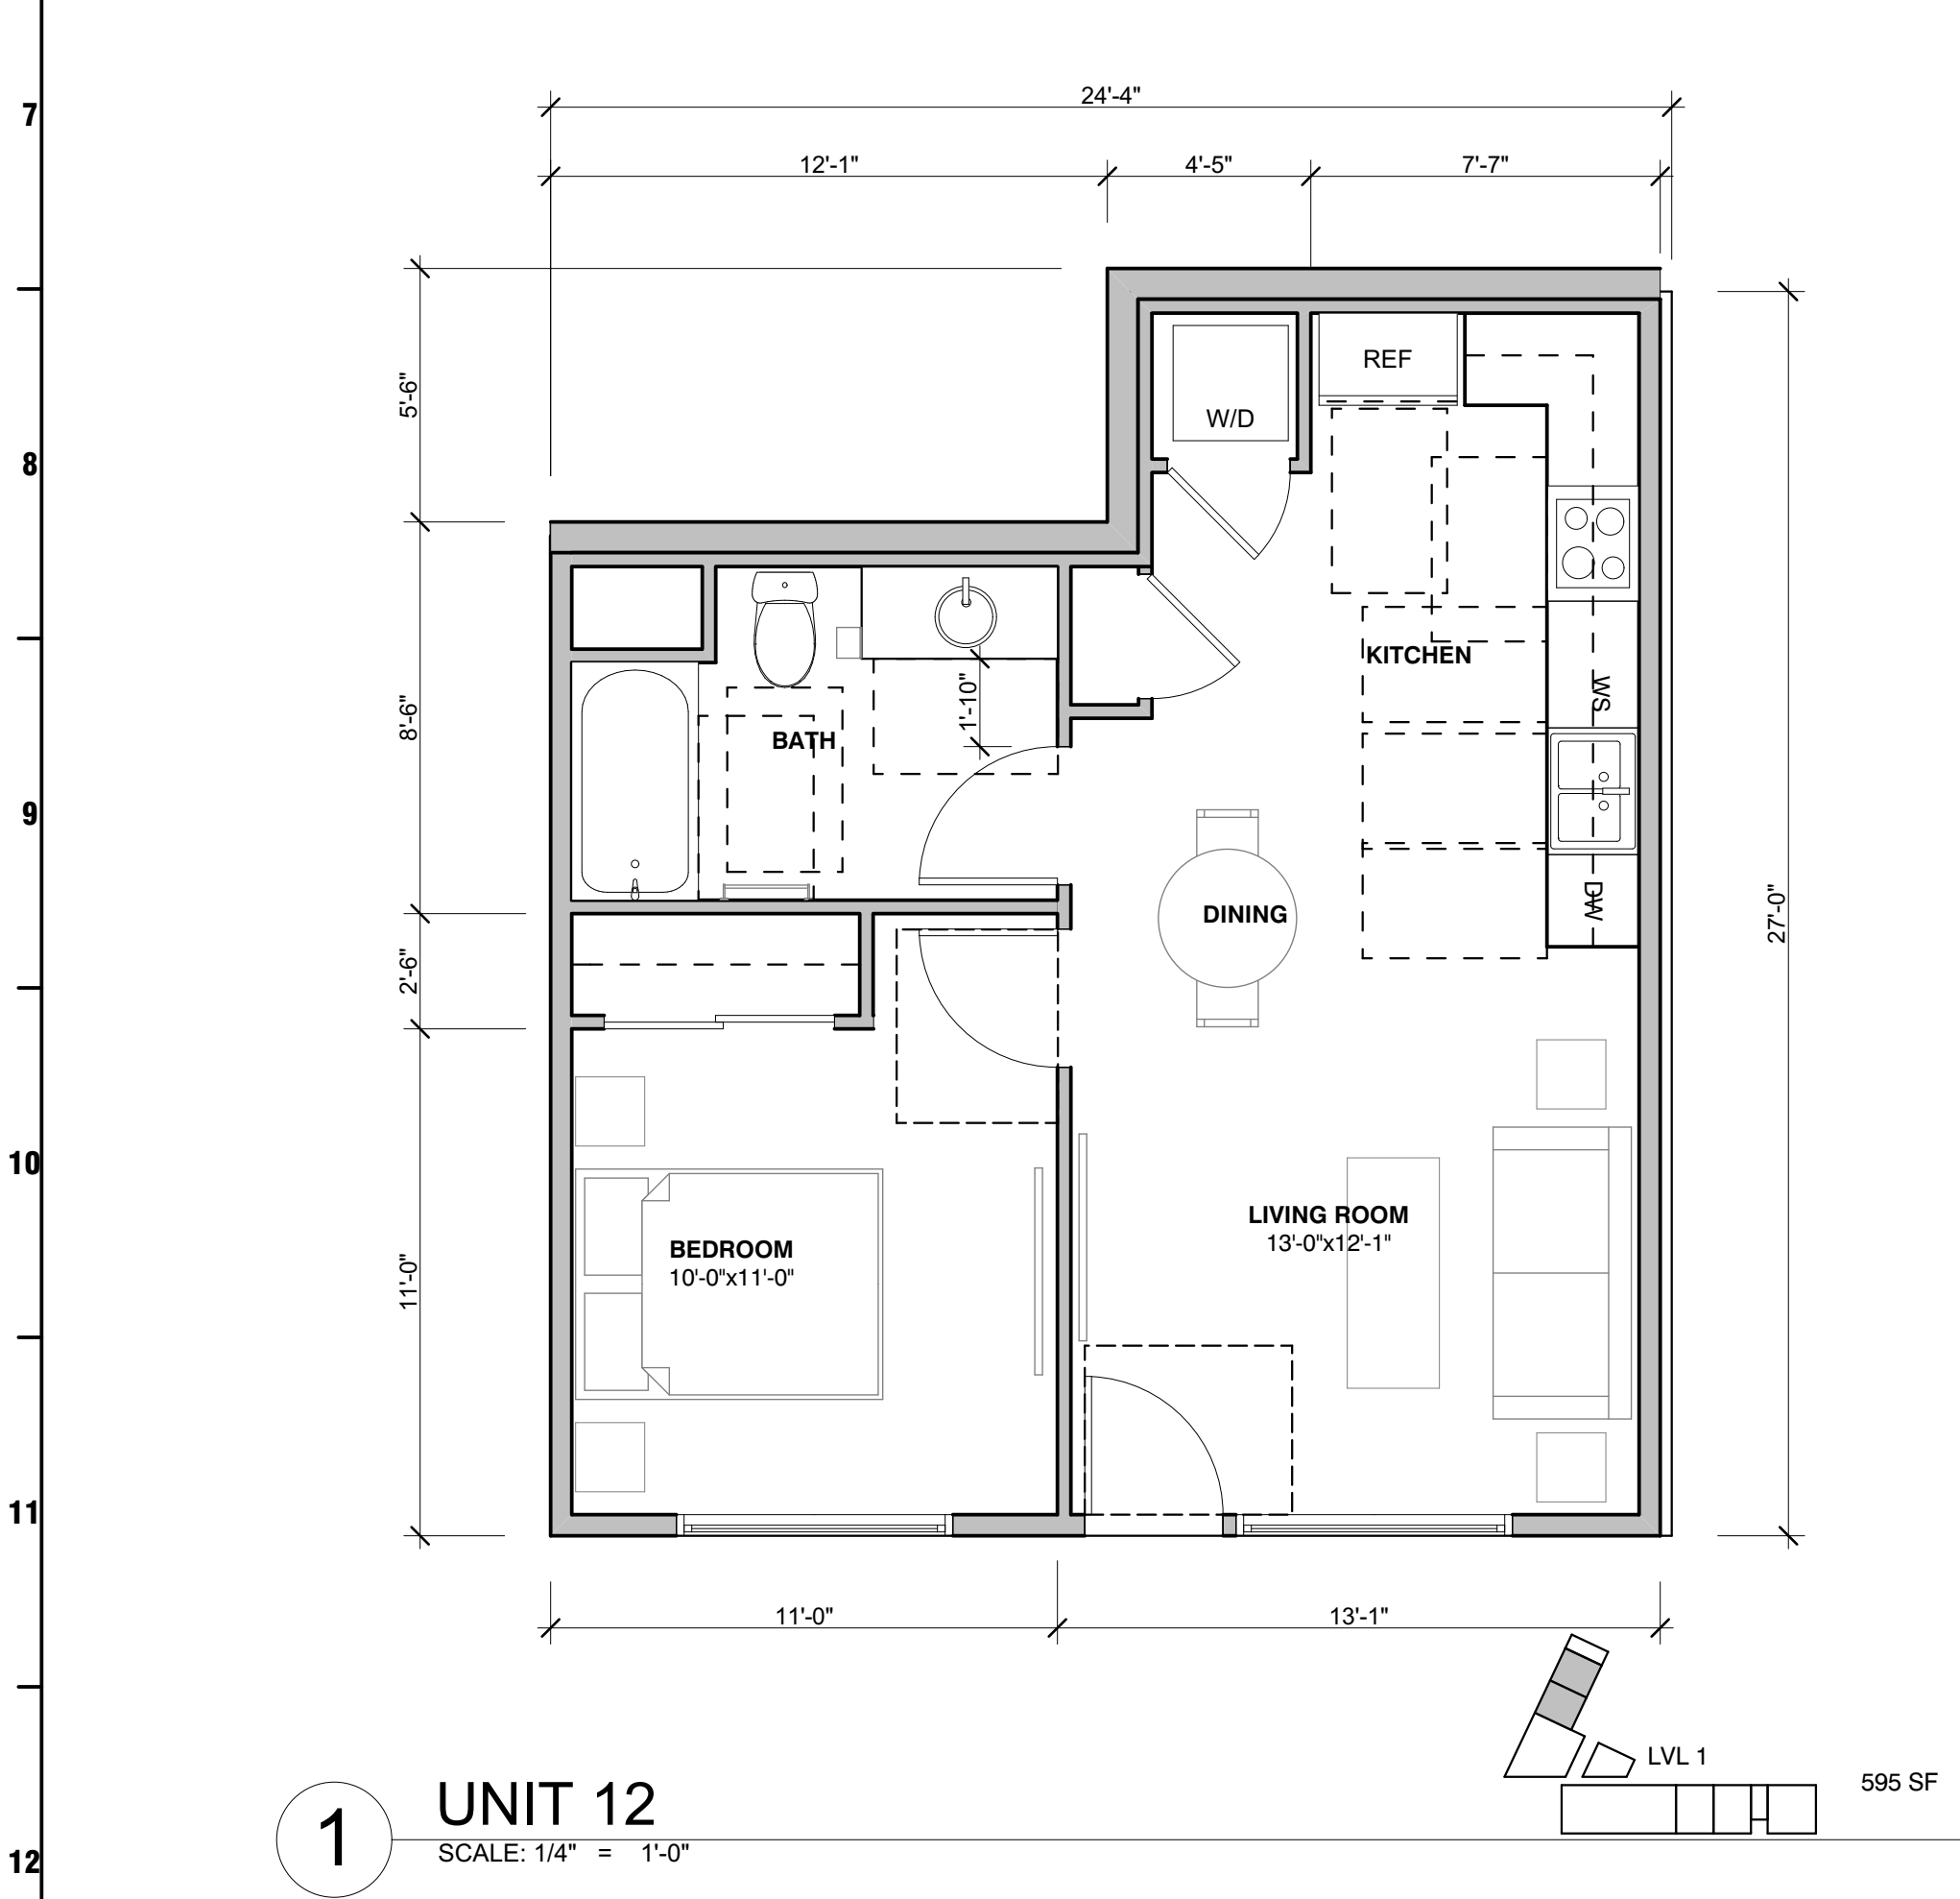 24'-4"
12'-1"
4'-5"
7'-7"
7
5'-6"
REF
W/D
8
KITCHEN
1'-10"
WS
8'-6"
BATH
9
DW
DINING
27'-0"
2'-6"
10
LIVING ROOM
13'-0"x12'-1"
BEDROOM
10'-0"x11'-0"
11'-0"
11
11'-0"
13'-1"
LVL 1
595 SF
1
UNIT 12
SCALE: 1/4" = 1'-0"
12